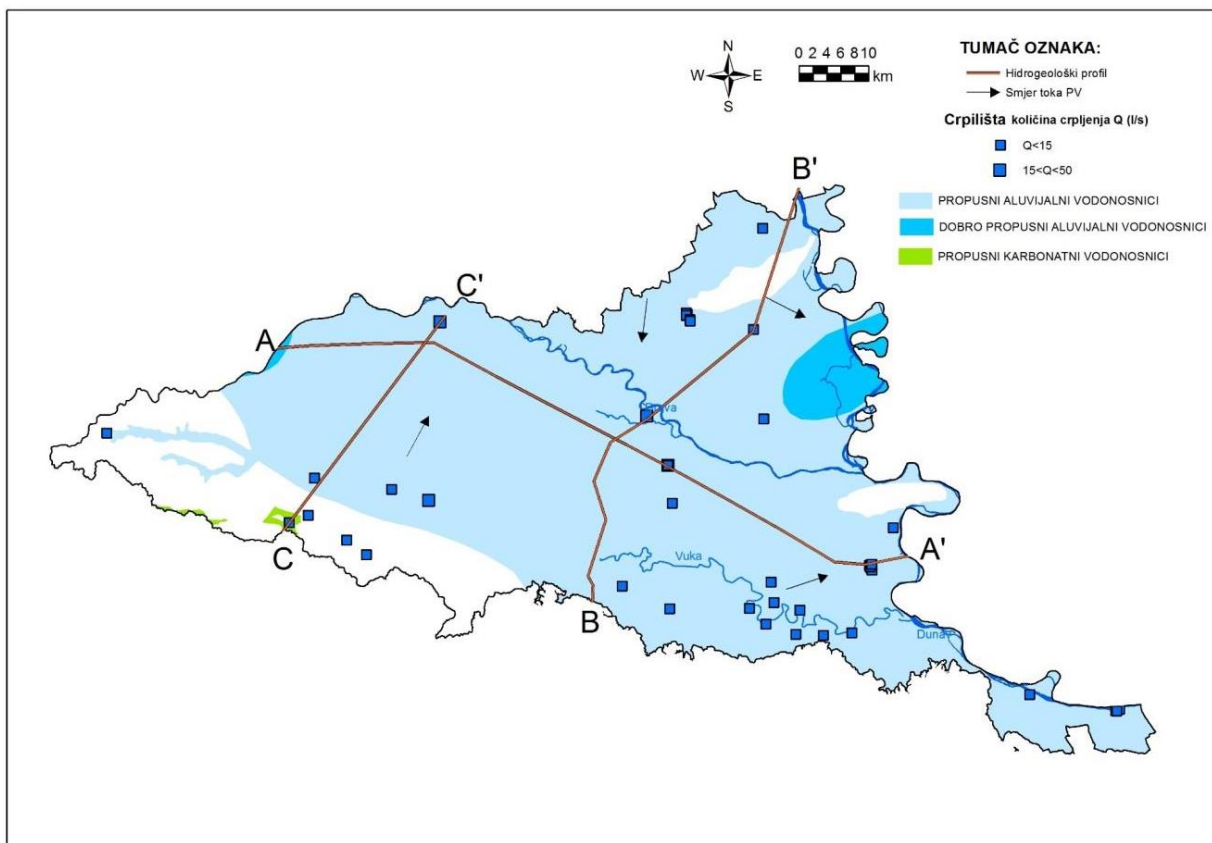 N
W E
S
0 2 4 6 8 10
km
TUMAČ OZNAKA:
Hidrogeološki profil
Smjer toka PV
Crpilišta količina crpljenja Q (l/s)
Q<15
15<Q<50
PROPUSNI ALUVIJALNI VODONOSNICI
DOBRO PROPUSNI ALUVIJALNI VODONOSNICI
PROPUSNI KARBONATNI VODONOSNICI
B'
C'
A
C
Vuka
A'
B